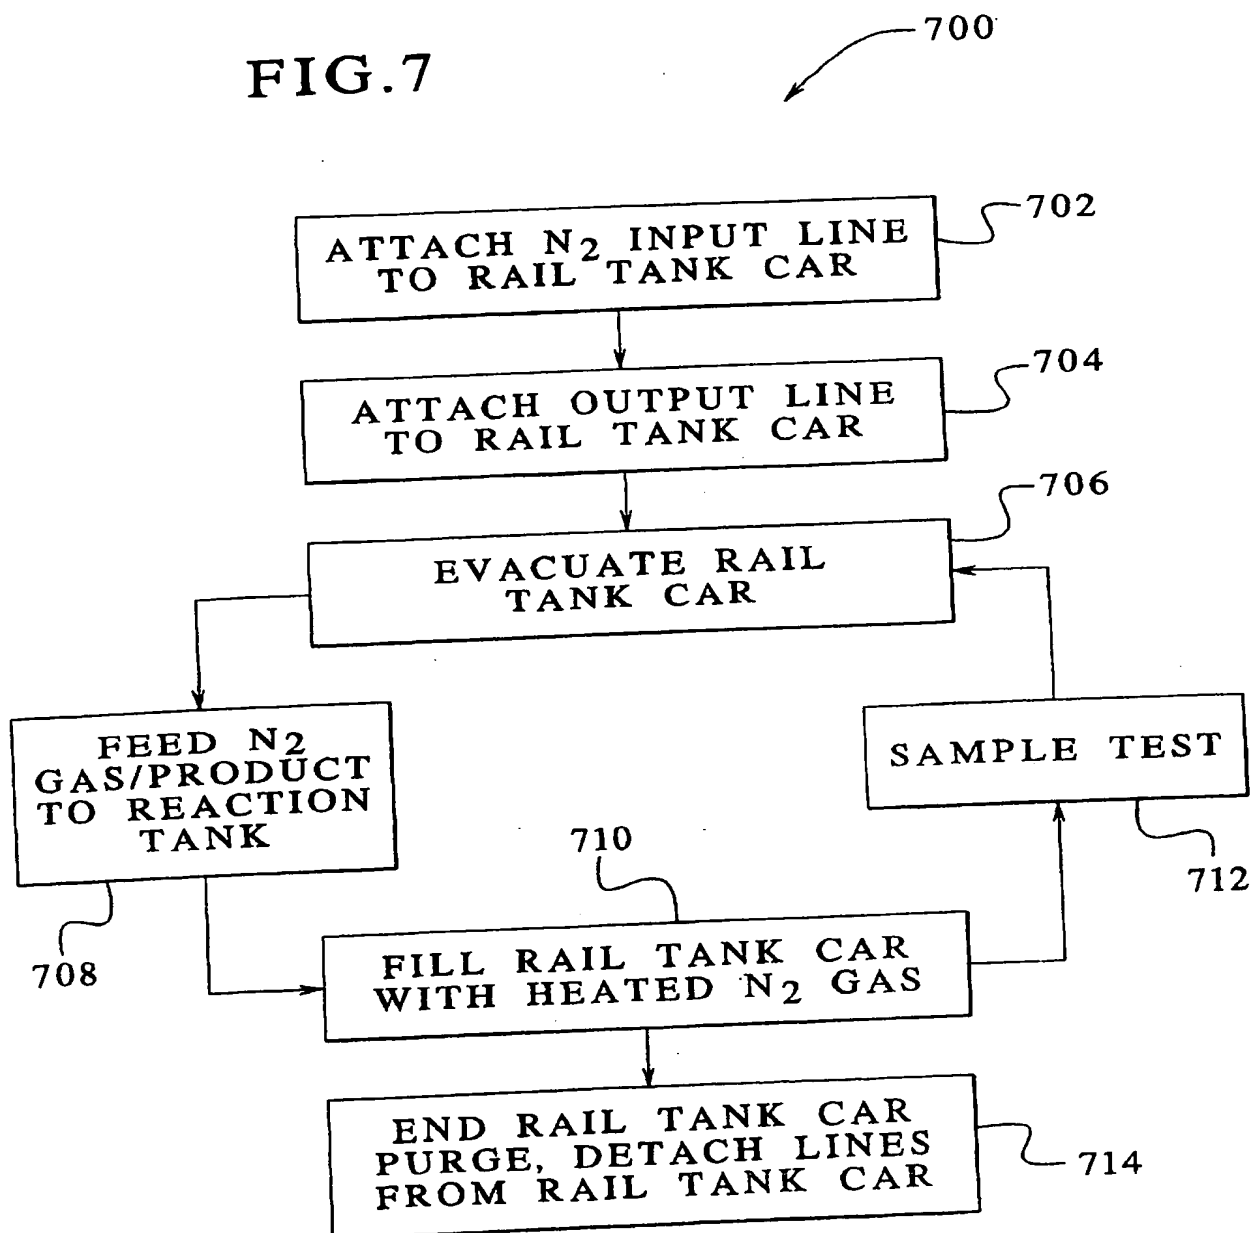 FIG.7
700
ATTACH N2 INPUT LINE
TO RAIL TANK CAR
702
ATTACH OUTPUT LINE
TO RAIL TANK CAR
704
706
EVACUATE RAIL
TANK CAR
FEED N2
GAS/PRODUCT
TO REACTION
TANK
708
SAMPLE TEST
712
710
FILL RAIL TANK CAR
WITH HEATED N2 GAS
END RAIL TANK CAR
PURGE, DETACH LINES
FROM RAIL TANK CAR
714